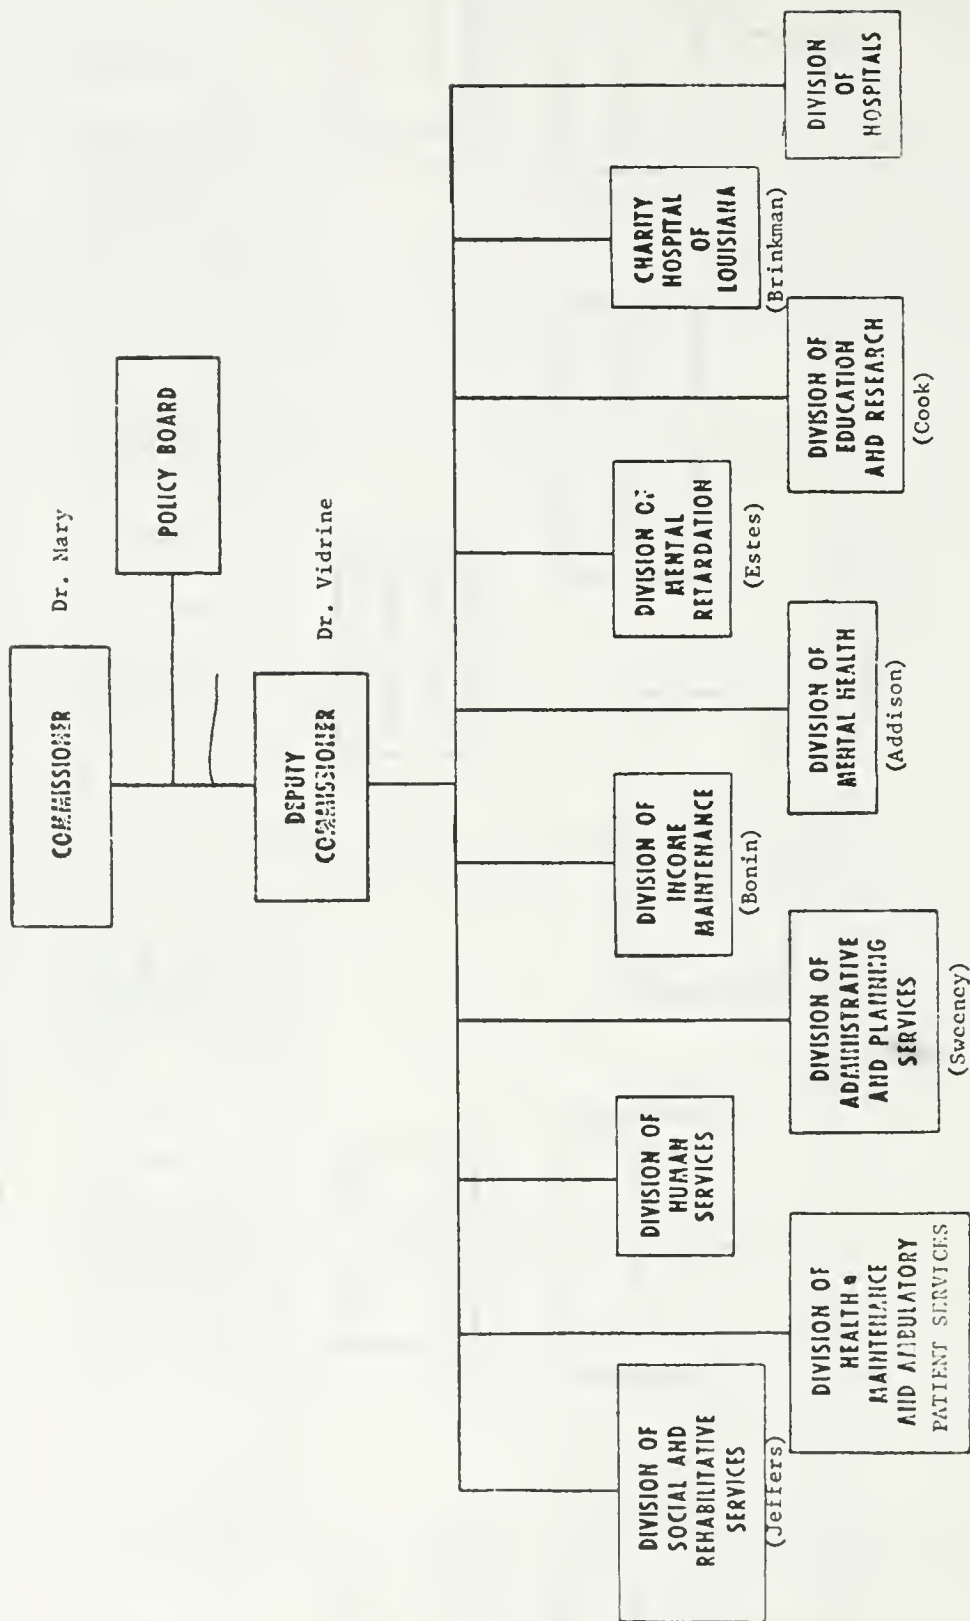 COMMISSIONER
Dr. Mary
POLICY BOARD
DEPUTY
COMMISSIONER
Dr. Vidrine
DIVISION OF
SOCIAL AND
REHABILITATIVE
SERVICES
(Jeffers)
DIVISION OF
HEALTH
MAINTENANCE
AND AMBULATORY
PATIENT SERVICES
DIVISION OF
HUMAN
SERVICES
DIVISION OF
ADMINISTRATIVE
AND PLANNING
SERVICES
(Sweeney)
DIVISION OF
INCOME
MAINTENANCE
(Bonin)
DIVISION OF
MENTAL HEALTH
(Addison)
DIVISION OF
MENTAL
RETARDATION
(Estes)
DIVISION OF
EDUCATION
AND RESEARCH
(Cook)
CHARITY
HOSPITAL
OF
LOUISIANA
(Brinkman)
DIVISION
OF
HOSPITALS